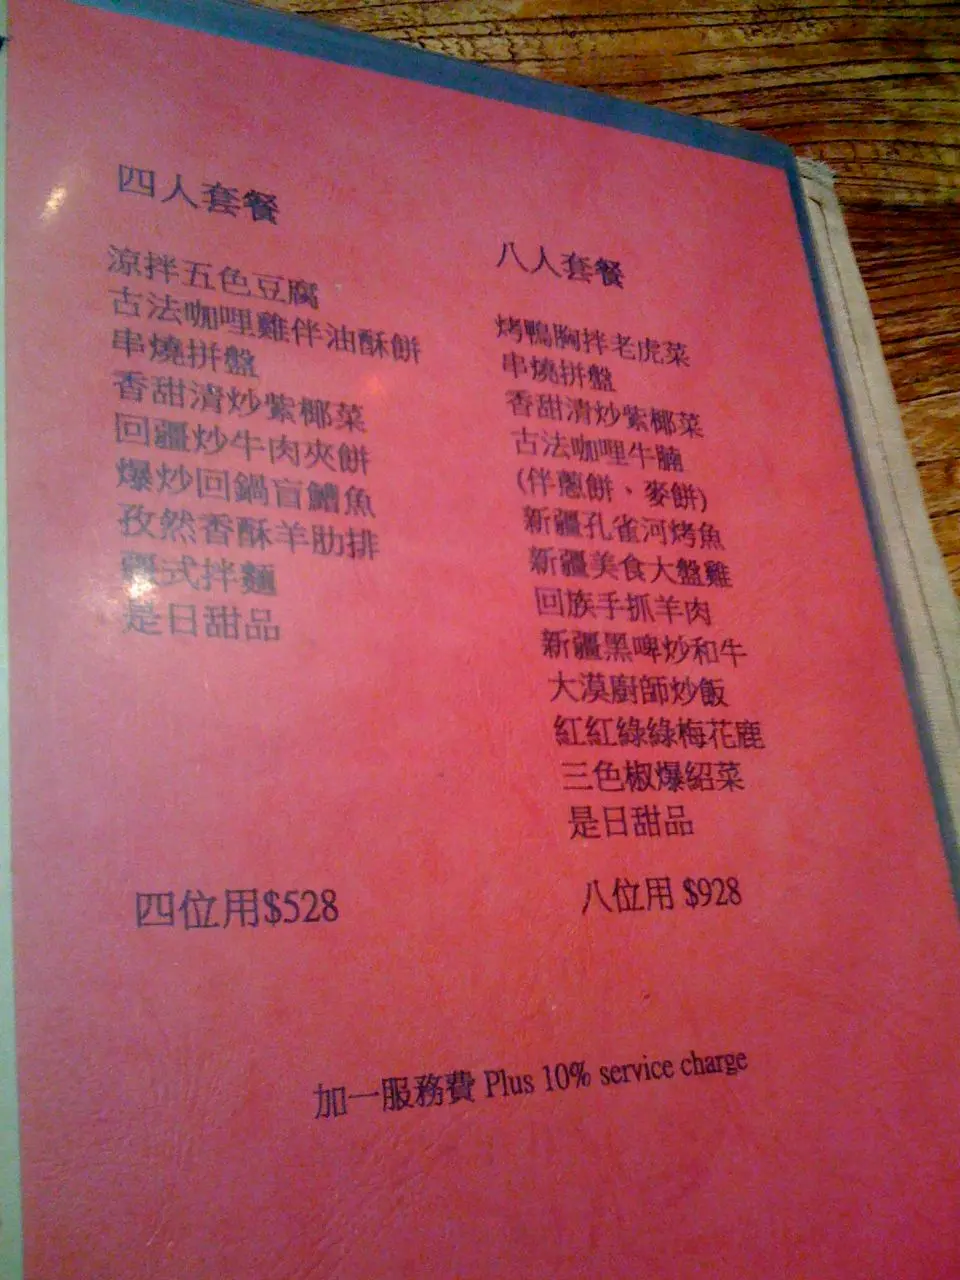 四人套餐
涼拌五色豆腐
古法咖哩雞伴油酥餅
串燒拼盤
香甜清炒紫椰菜
回疆炒牛肉夾餅
爆炒回鍋盲鰽魚
孜然香酥羊肋排
疆式拌麵
是日甜品
四位用$528
八人套餐
烤鴨胸拌老虎菜
串燒拼盤
香甜清炒紫椰菜
古法咖哩牛腩
(伴蔥餅、麥餅)
新疆孔雀河烤魚
新疆美食大盤雞
回族手抓羊肉
新疆黑啤炒和牛
大漠廚師炒飯
紅紅綠綠梅花鹿
三色椒爆紹菜
是日甜品
八位用 $928
加一服務費 Plus 10% service charge